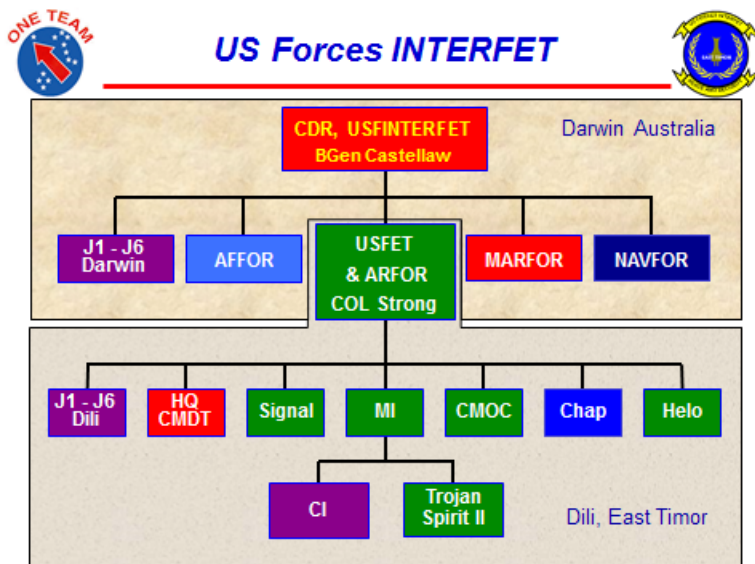 ONE TEAM
US Forces INTERFET
EAST TIMOR
CDR, USFINTERFET
BGen Castellaw
Darwin Australia
J1 - J6
Darwin
AFFOR
USFET
& ARFOR
COL Strong
MARFOR
NAVFOR
J1 - J6
Dili
HQ
CMDT
Signal
MI
CMOC
Chap
Helo
CI
Trojan
Spirit II
Dili, East Timor